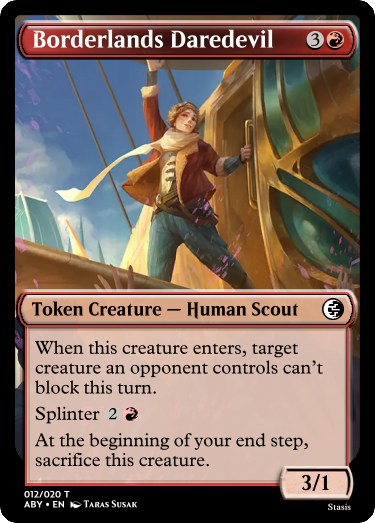 Borderlands Daredevil 3
Token Creature — Human Scout
When this creature enters, target
creature an opponent controls can't
block this turn.
Splinter 2
At the beginning of your end step,
sacrifice this creature.
3/1
012/020 T
ABY • EN Taras Susak
Stasis